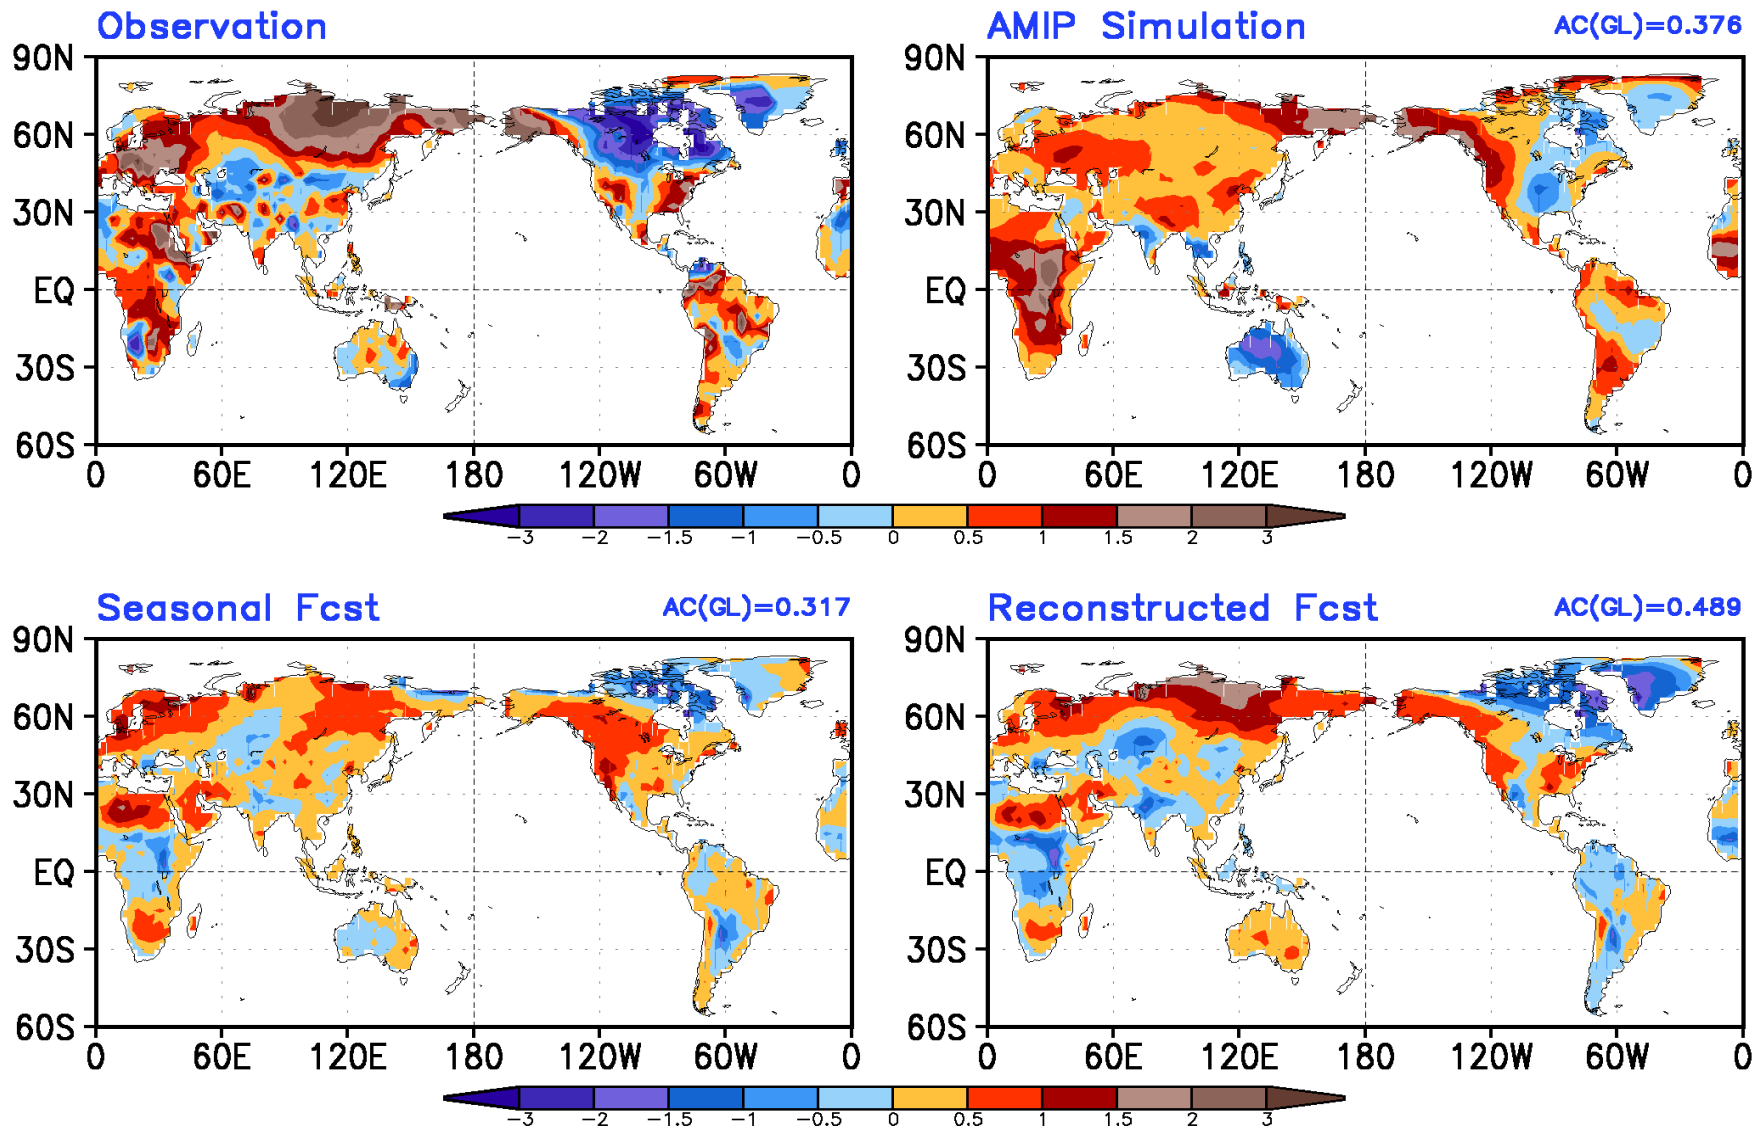 Observation
AMIP Simulation AC(GL)=0.376
90N 90N
60N 60N
30N 30N
EQ EQ
30S 30S
60S 60S
0 60E 120E 180 120W 60W 0 0 60E 120E 180 120W 60W 0
−3 −2 −1.5 −1 −0.5 0 0.5 1 1.5 2 3
Seasonal Fcst AC(GL)=0.317
Reconstructed Fcst AC(GL)=0.489
90N 90N
60N 60N
30N 30N
EQ EQ
30S 30S
60S 60S
0 60E 120E 180 120W 60W 0 0 60E 120E 180 120W 60W 0
−3 −2 −1.5 −1 −0.5 0 0.5 1 1.5 2 3